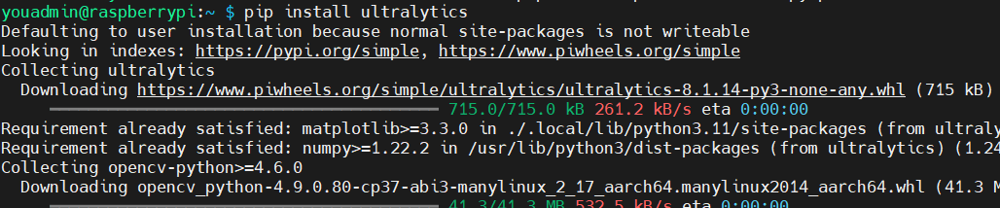 youadmin@raspberrypi:~ $ pip install ultralytics
Defaulting to user installation because normal site-packages is not writeable
Looking in indexes: https://pypi.org/simple, https://www.piwheels.org/simple
Collecting ultralytics
Downloading https://www.piwheels.org/simple/ultralytics/ultralytics-8.1.14-py3-none-any.whl (715 kB)
715.0/715.0 kB 261.2 kB/s eta 0:00:00
Requirement already satisfied: matplotlib>=3.3.0 in ./.local/lib/python3.11/site-packages (from ultraly
Requirement already satisfied: numpy>=1.22.2 in /usr/lib/python3/dist-packages (from ultralytics) (1.24
Collecting opencv-python>=4.6.0
Downloading opencv_python-4.9.0.80-cp37-abi3-manylinux_2_17_aarch64.manylinux2014_aarch64.whl (41.3 M
41.3/41.3 MB 532.5 kB/s eta 0:00:00